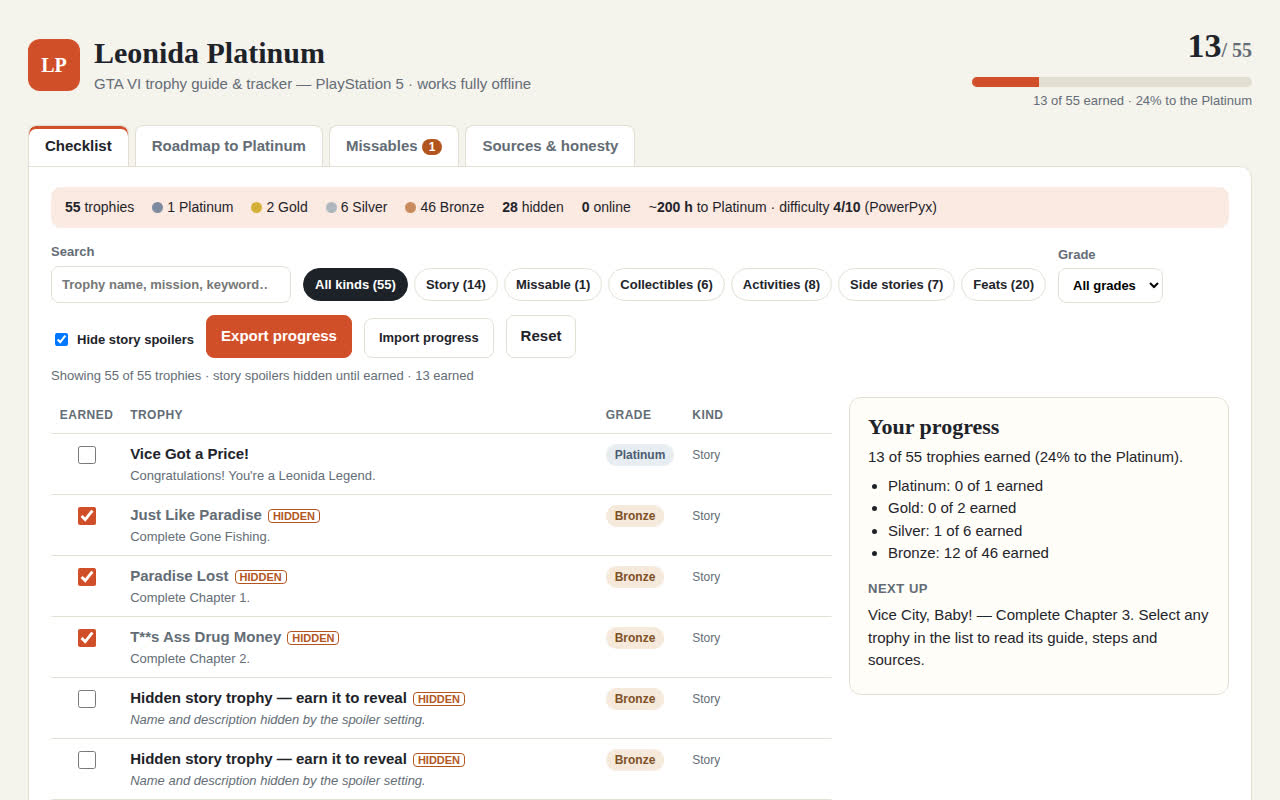 LP
Leonida Platinum
GTA VI trophy guide & tracker — PlayStation 5 · works fully offline
13 / 55
13 of 55 earned · 24% to the Platinum
Checklist
Roadmap to Platinum
Missables 1
Sources & honesty
55 trophies 1 Platinum 2 Gold 6 Silver 46 Bronze 28 hidden 0 online ~200 h to Platinum · difficulty 4/10 (PowerPyx)
Search
Trophy name, mission, keyword..
All kinds (55)
Story (14)
Missable (1)
Collectibles (6)
Activities (8)
Side stories (7)
Feats (20)
Grade
All grades
Hide story spoilers
Export progress
Import progress
Reset
Showing 55 of 55 trophies · story spoilers hidden until earned · 13 earned
EARNED TROPHY GRADE KIND
Vice Got a Price! Platinum Story
Congratulations! You're a Leonida Legend.
Just Like Paradise HIDDEN Bronze Story
Complete Gone Fishing.
Paradise Lost HIDDEN Bronze Story
Complete Chapter 1.
T**s Ass Drug Money HIDDEN Bronze Story
Complete Chapter 2.
Hidden story trophy — earn it to reveal HIDDEN Bronze Story
Name and description hidden by the spoiler setting.
Hidden story trophy — earn it to reveal HIDDEN Bronze Story
Name and description hidden by the spoiler setting.
Your progress
13 of 55 trophies earned (24% to the Platinum).
• Platinum: 0 of 1 earned
• Gold: 0 of 2 earned
• Silver: 1 of 6 earned
• Bronze: 12 of 46 earned
NEXT UP
Vice City, Baby! — Complete Chapter 3. Select any
trophy in the list to read its guide, steps and
sources.